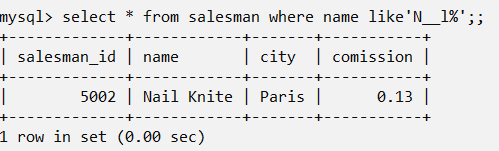 mysql> select * from salesman where name like'N__l%';;
+-------------+------------+-------+-----------+
| salesman_id | name       | city  | comission |
+-------------+------------+-------+-----------+
|        5002 | Nail Knite | Paris |      0.13 |
+-------------+------------+-------+-----------+
1 row in set (0.00 sec)